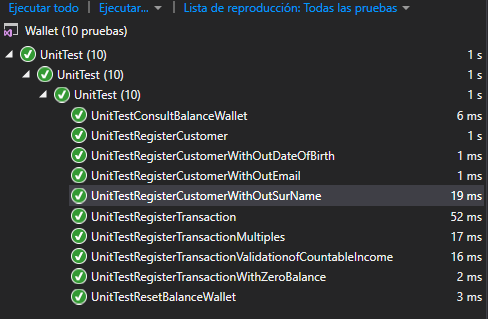 Ejecutar todo | Ejecutar... | Lista de reproducción: Todas las pruebas
Wallet (10 pruebas)
UnitTest (10) 1 s
UnitTest (10) 1 s
UnitTest (10) 1 s
UnitTestConsultBalanceWallet 6 ms
UnitTestRegisterCustomer 1 s
UnitTestRegisterCustomerWithOutDateOfBirth 1 ms
UnitTestRegisterCustomerWithOutEmail 1 ms
UnitTestRegisterCustomerWithOutSurName 19 ms
UnitTestRegisterTransaction 52 ms
UnitTestRegisterTransactionMultiples 17 ms
UnitTestRegisterTransactionValidationofCountableIncome 16 ms
UnitTestRegisterTransactionWithZeroBalance 2 ms
UnitTestResetBalanceWallet 3 ms